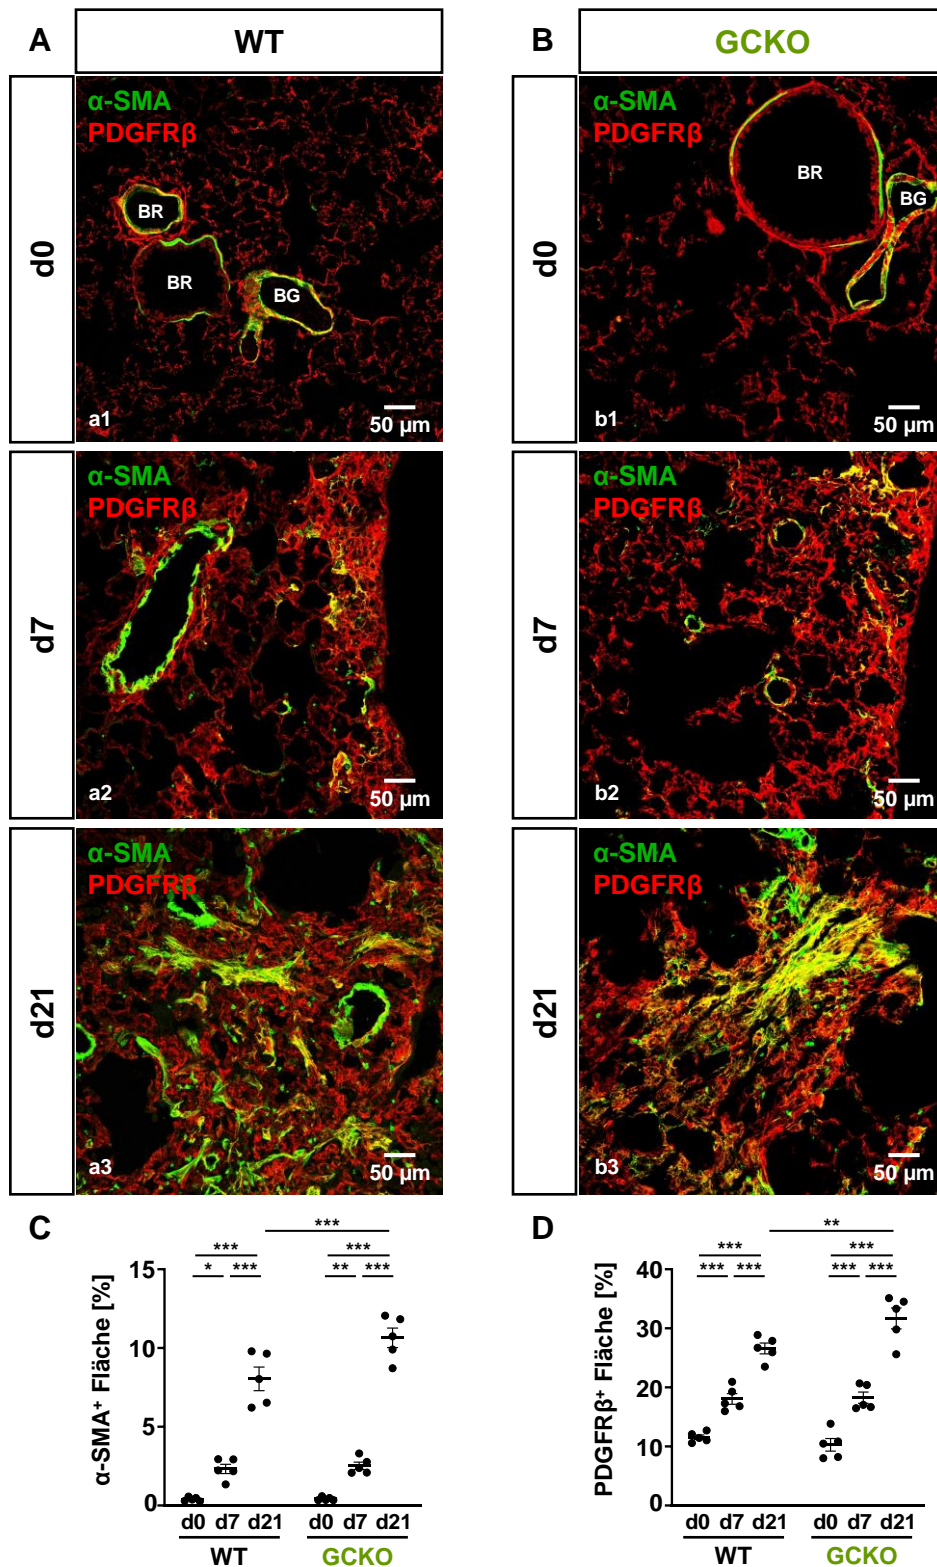 A
WT
B
GCKO
d0
α-SMA
PDGFRβ
BR
BR
BG
a1
50 µm
d0
α-SMA
PDGFRβ
BR
BG
b1
50 µm
d7
α-SMA
PDGFRβ
a2
50 µm
d7
α-SMA
PDGFRβ
b2
50 µm
d21
α-SMA
PDGFRβ
a3
50 µm
d21
α-SMA
PDGFRβ
b3
50 µm
C
α-SMA⁺ Fläche [%]
15
10
5
0
***
*** ***
* *** ** ***
d0 d7 d21 d0 d7 d21
WT GCKO
D
PDGFRβ⁺ Fläche [%]
40
30
20
10
0
**
*** ***
*** *** *** ***
d0 d7 d21 d0 d7 d21
WT GCKO